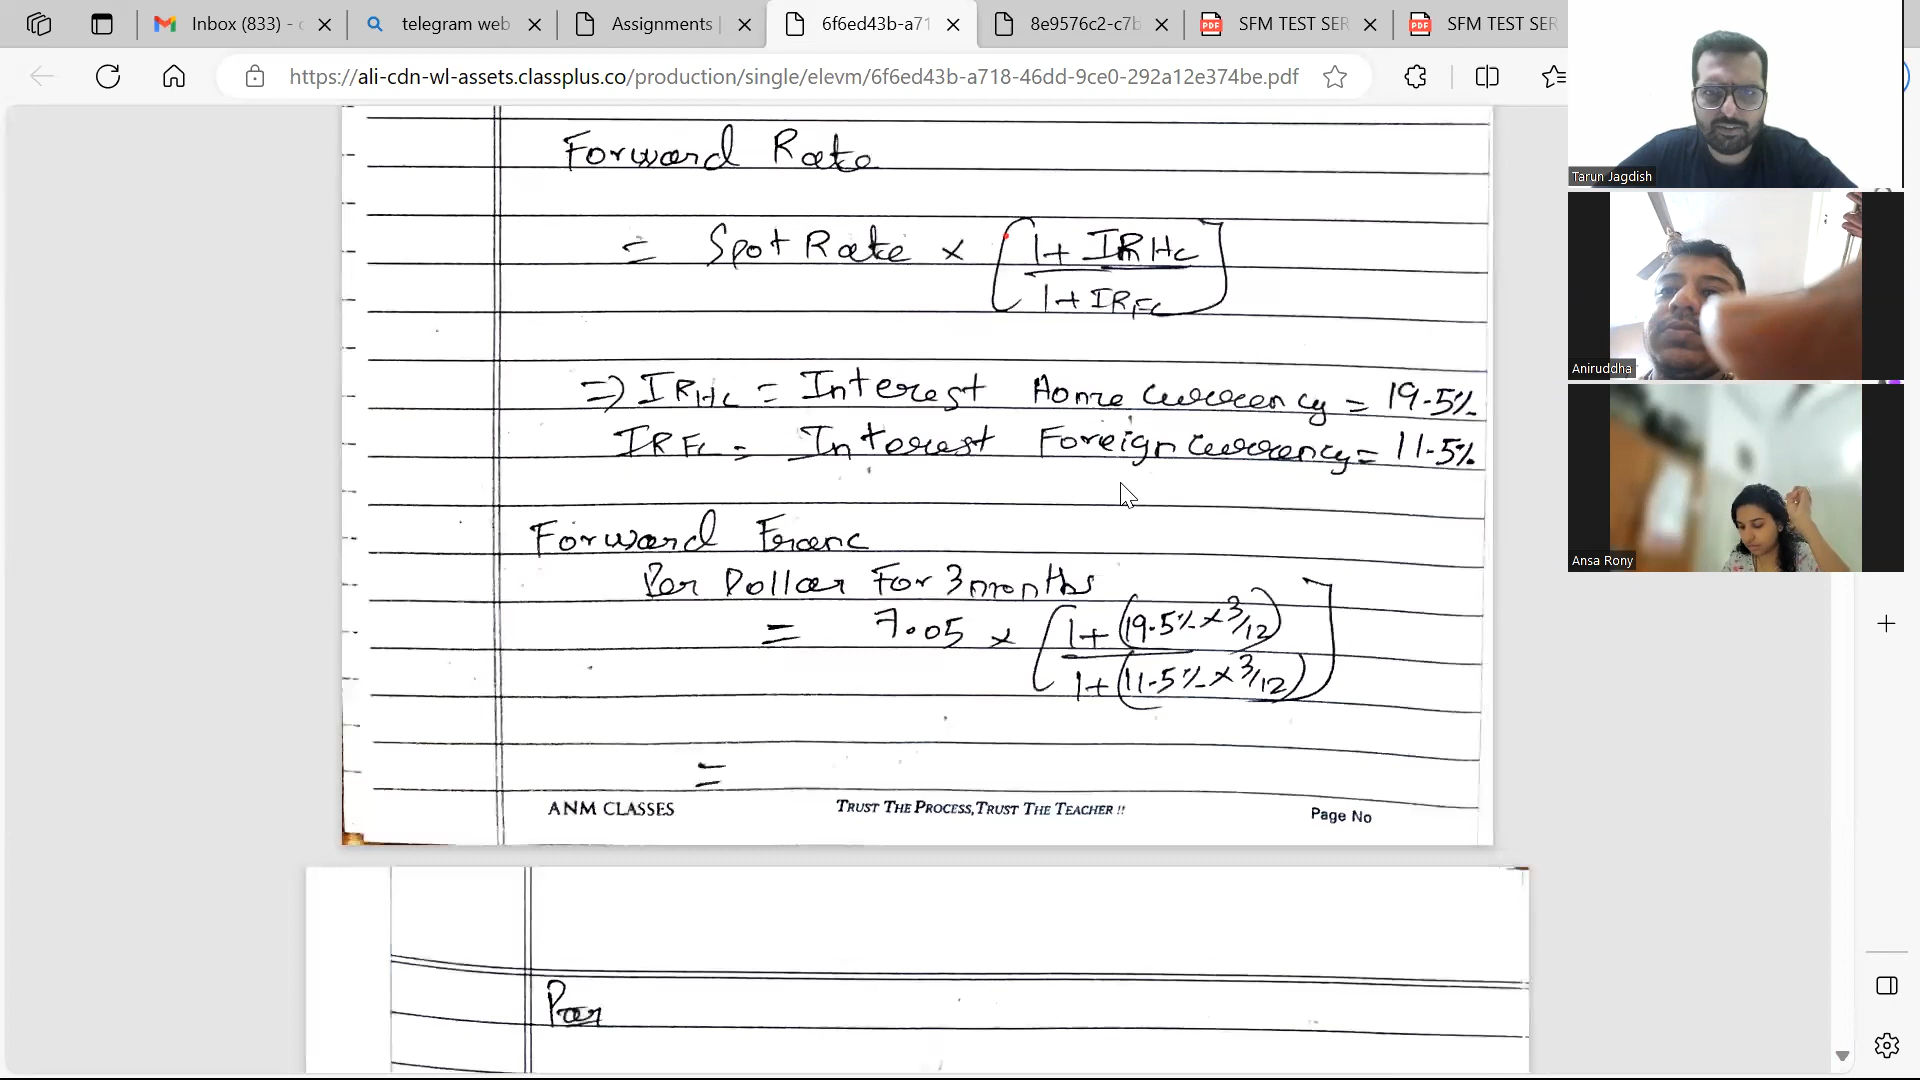 Inbox (833) - c
telegram web
Assignments |
6f6ed43b-a71
8e9576c2-c7b
SFM TEST SER
SFM TEST SER
https://ali-cdn-wl-assets.classplus.co/production/single/elevm/6f6ed43b-a718-46dd-9ce0-292a12e374be.pdf
Forward Rate
= Spot Rate × [ 1 + IRHC
1 + IRFC ]
=> IRHC = Interest Home currency = 19.5%
IRFC = Interest Foreign currency = 11.5%
Forward Franc
Per Dollar For 3 months
= 7.05 × [ 1 + (19.5% × 3/12)
1 + (11.5% × 3/12) ]
=
ANM CLASSES TRUST THE PROCESS, TRUST THE TEACHER !! Page No
Tarun Jagdish
Aniruddha
Ansa Rony